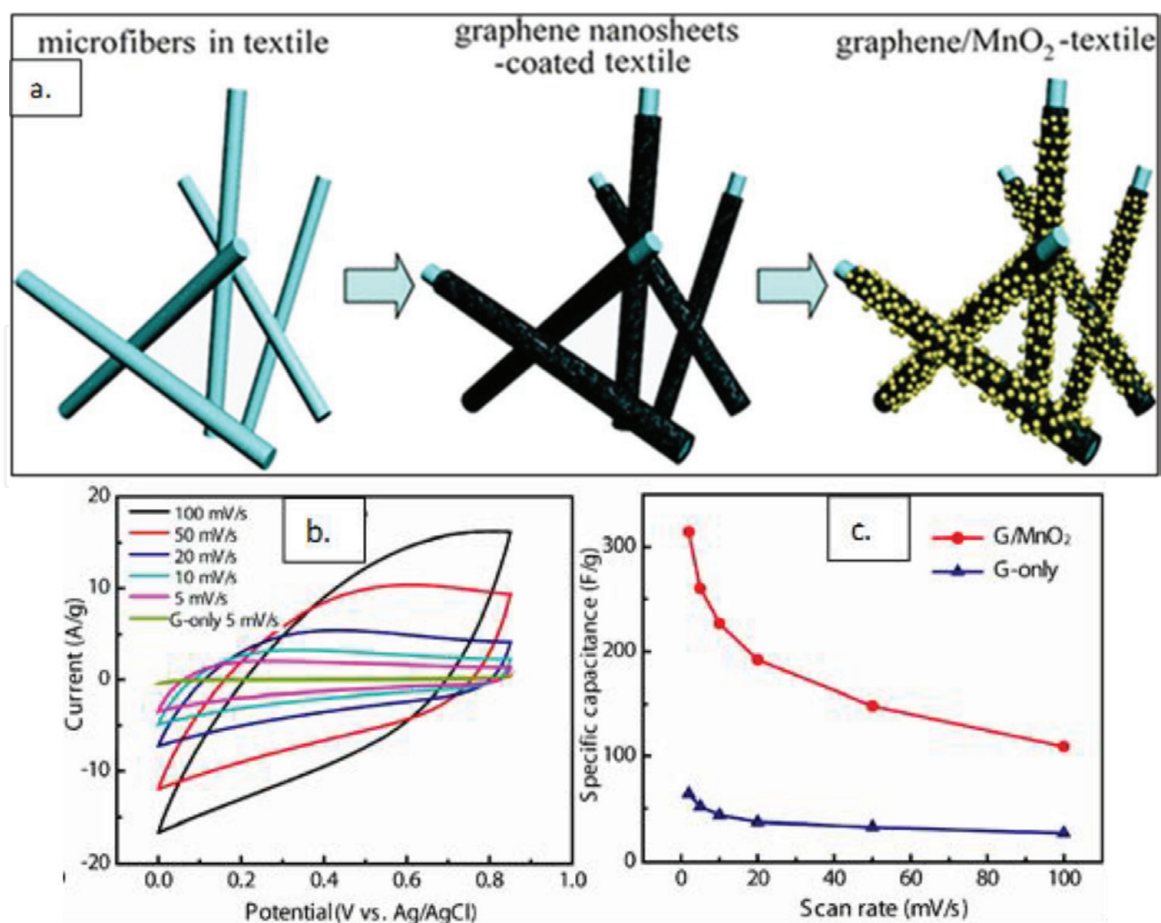 microfibers in textile
graphene nanosheets
-coated textile
graphene/MnO₂-textile
a.
20
10
0
-10
-20
Current (A/g)
100 mV/s
50 mV/s
20 mV/s
10 mV/s
5 mV/s
G-only 5 mV/s
b.
0.0 0.2 0.4 0.6 0.8 1.0
Potential(V vs. Ag/AgCl)
300
200
100
0
Specific capacitance (F/g)
c.
G/MnO₂
G-only
0 20 40 60 80 100
Scan rate (mV/s)